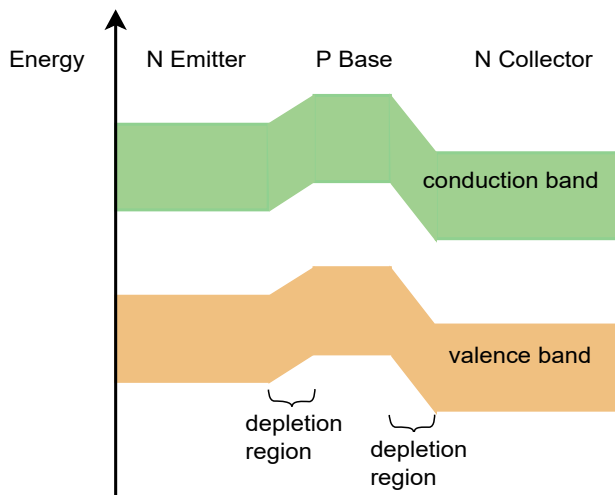 Energy
N Emitter
P Base
N Collector
conduction band
valence band
depletion
region
depletion
region